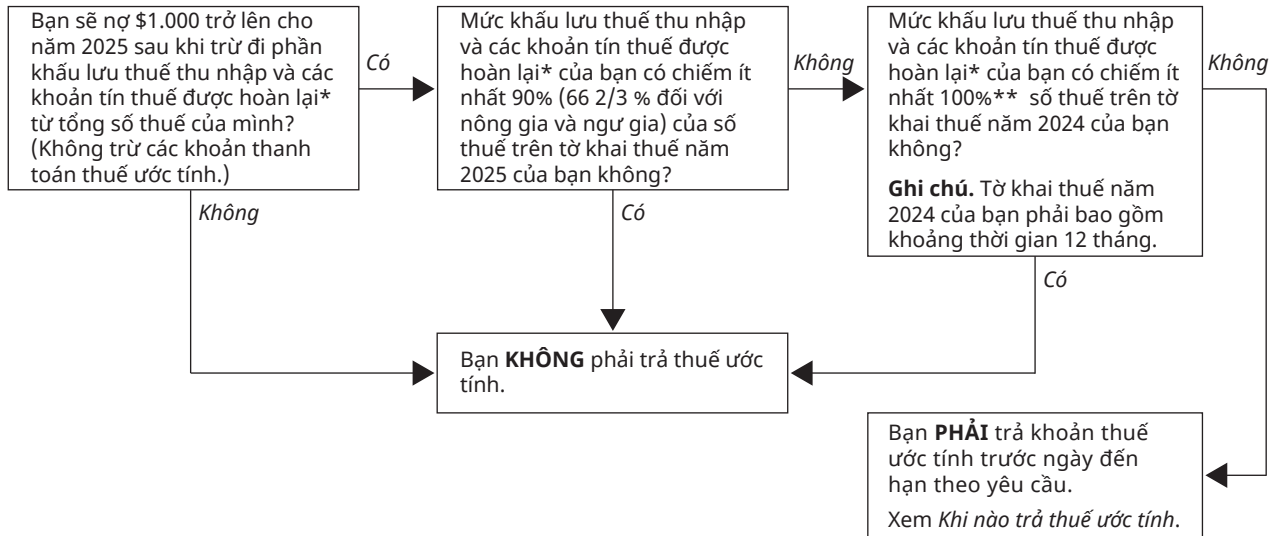 Bạn sẽ nợ $1.000 trở lên cho
năm 2025 sau khi trừ đi phần
khấu lưu thuế thu nhập và các
khoản tín thuế được hoàn lại*
từ tổng số thuế của mình?
(Không trừ các khoản thanh
toán thuế ước tính.)
Có
Không
Mức khấu lưu thuế thu nhập
và các khoản tín thuế được
hoàn lại* của bạn có chiếm ít
nhất 90% (66 2/3 % đối với
nông gia và ngư gia) của số
thuế trên tờ khai thuế năm
2025 của bạn không?
Không
Có
Mức khấu lưu thuế thu nhập
và các khoản tín thuế được
hoàn lại* của bạn có chiếm ít
nhất 100%** số thuế trên tờ
khai thuế năm 2024 của bạn
không?
Ghi chú. Tờ khai thuế năm
2024 của bạn phải bao gồm
khoảng thời gian 12 tháng.
Không
Có
Bạn KHÔNG phải trả thuế ước
tính.
Bạn PHẢI trả khoản thuế
ước tính trước ngày đến
hạn theo yêu cầu.
Xem Khi nào trả thuế ước tính.